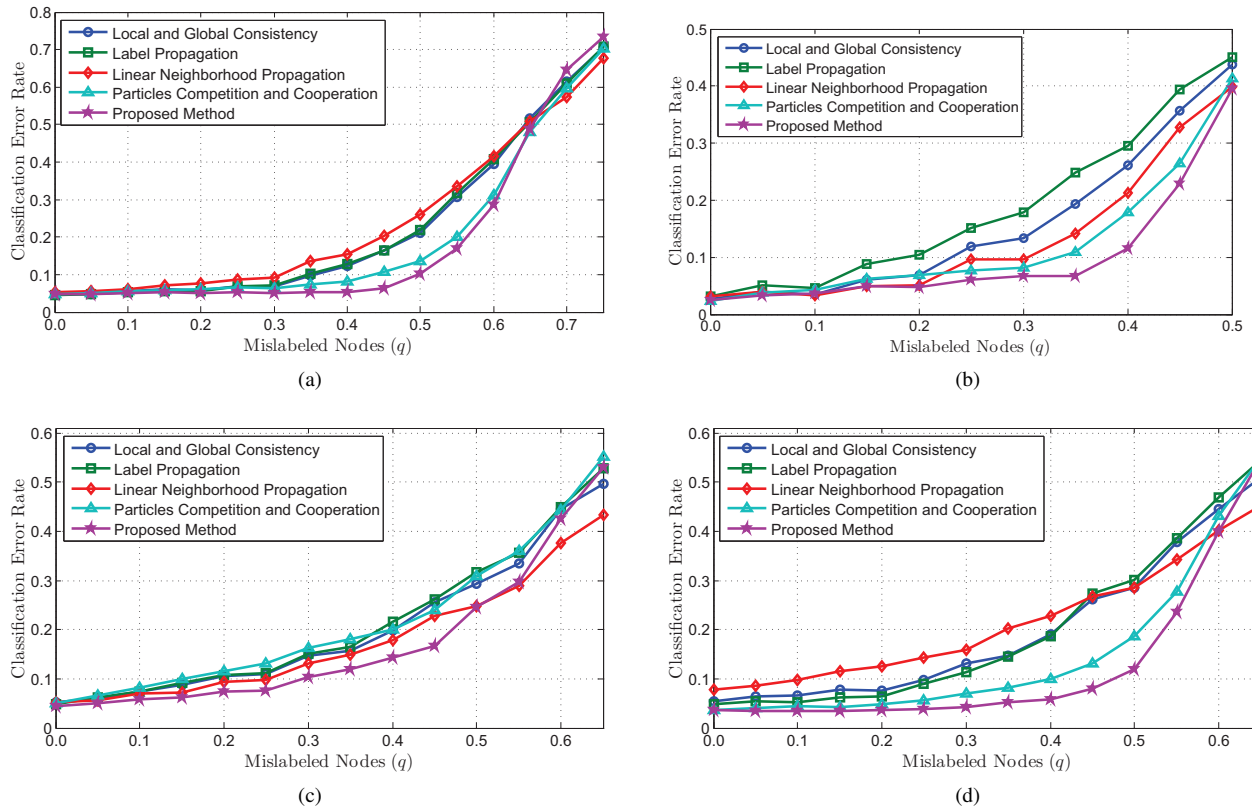 0.8
0.7
0.6
0.5
0.4
0.3
0.2
0.1
0
Classification Error Rate
Local and Global Consistency
Label Propagation
Linear Neighborhood Propagation
Particles Competition and Cooperation
Proposed Method
0.0 0.1 0.2 0.3 0.4 0.5 0.6 0.7
Mislabeled Nodes (q)
(a)
0.5
0.4
0.3
0.2
0.1
0
Classification Error Rate
Local and Global Consistency
Label Propagation
Linear Neighborhood Propagation
Particles Competition and Cooperation
Proposed Method
0.0 0.1 0.2 0.3 0.4 0.5
Mislabeled Nodes (q)
(b)
0.6
0.5
0.4
0.3
0.2
0.1
0
Classification Error Rate
Local and Global Consistency
Label Propagation
Linear Neighborhood Propagation
Particles Competition and Cooperation
Proposed Method
0.0 0.1 0.2 0.3 0.4 0.5 0.6
Mislabeled Nodes (q)
(c)
0.6
0.5
0.4
0.3
0.2
0.1
0
Classification Error Rate
Local and Global Consistency
Label Propagation
Linear Neighborhood Propagation
Particles Competition and Cooperation
Proposed Method
0.0 0.1 0.2 0.3 0.4 0.5 0.6
Mislabeled Nodes (q)
(d)